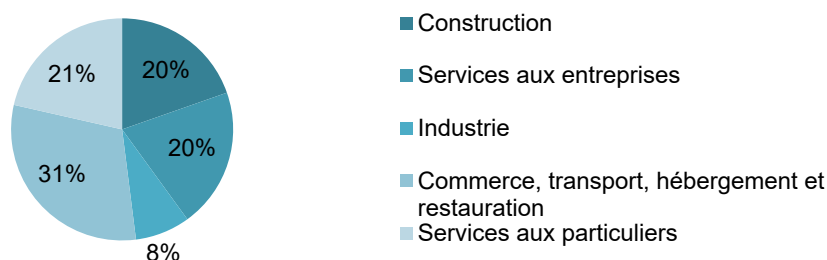 20%
20%
8%
31%
21%
Construction
Services aux entreprises
Industrie
Commerce, transport, hébergement et
restauration
Services aux particuliers